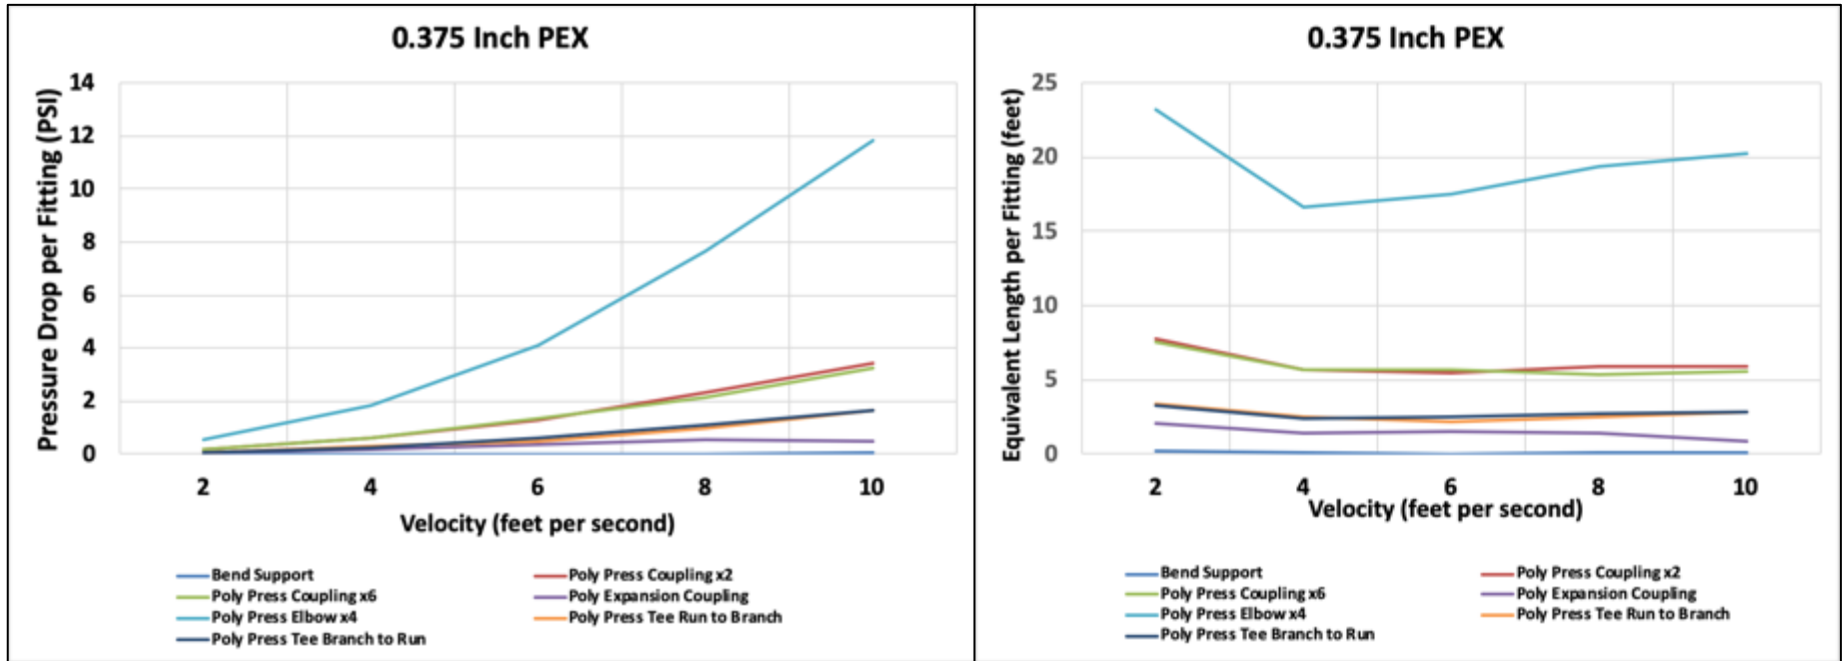 0.375 Inch PEX
Pressure Drop per Fitting (PSI)
14
12
10
8
6
4
2
0
2 4 6 8 10
Velocity (feet per second)
Bend Support Poly Press Coupling x2
Poly Press Coupling x6 Poly Expansion Coupling
Poly Press Elbow x4 Poly Press Tee Run to Branch
Poly Press Tee Branch to Run
0.375 Inch PEX
Equivalent Length per Fitting (feet)
25
20
15
10
5
0
2 4 6 8 10
Velocity (feet per second)
Bend Support Poly Press Coupling x2
Poly Press Coupling x6 Poly Expansion Coupling
Poly Press Elbow x4 Poly Press Tee Run to Branch
Poly Press Tee Branch to Run